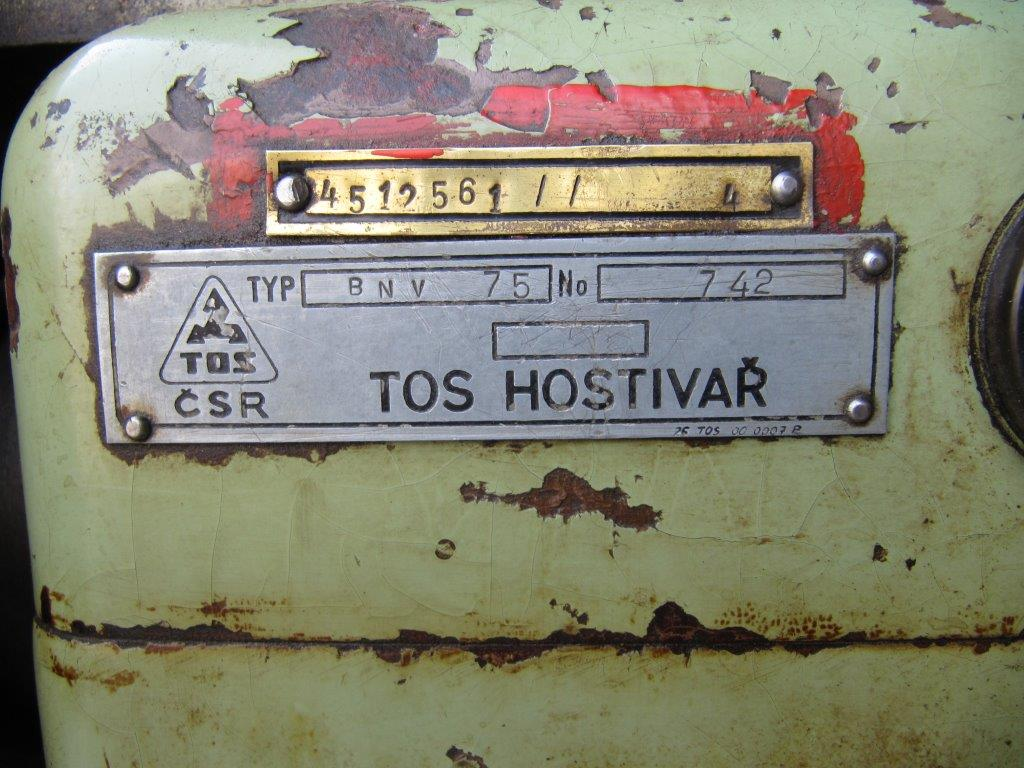 4512561 // 4
TYP BNV 75 No 742
TOS
ČSR
TOS HOSTIVAŘ